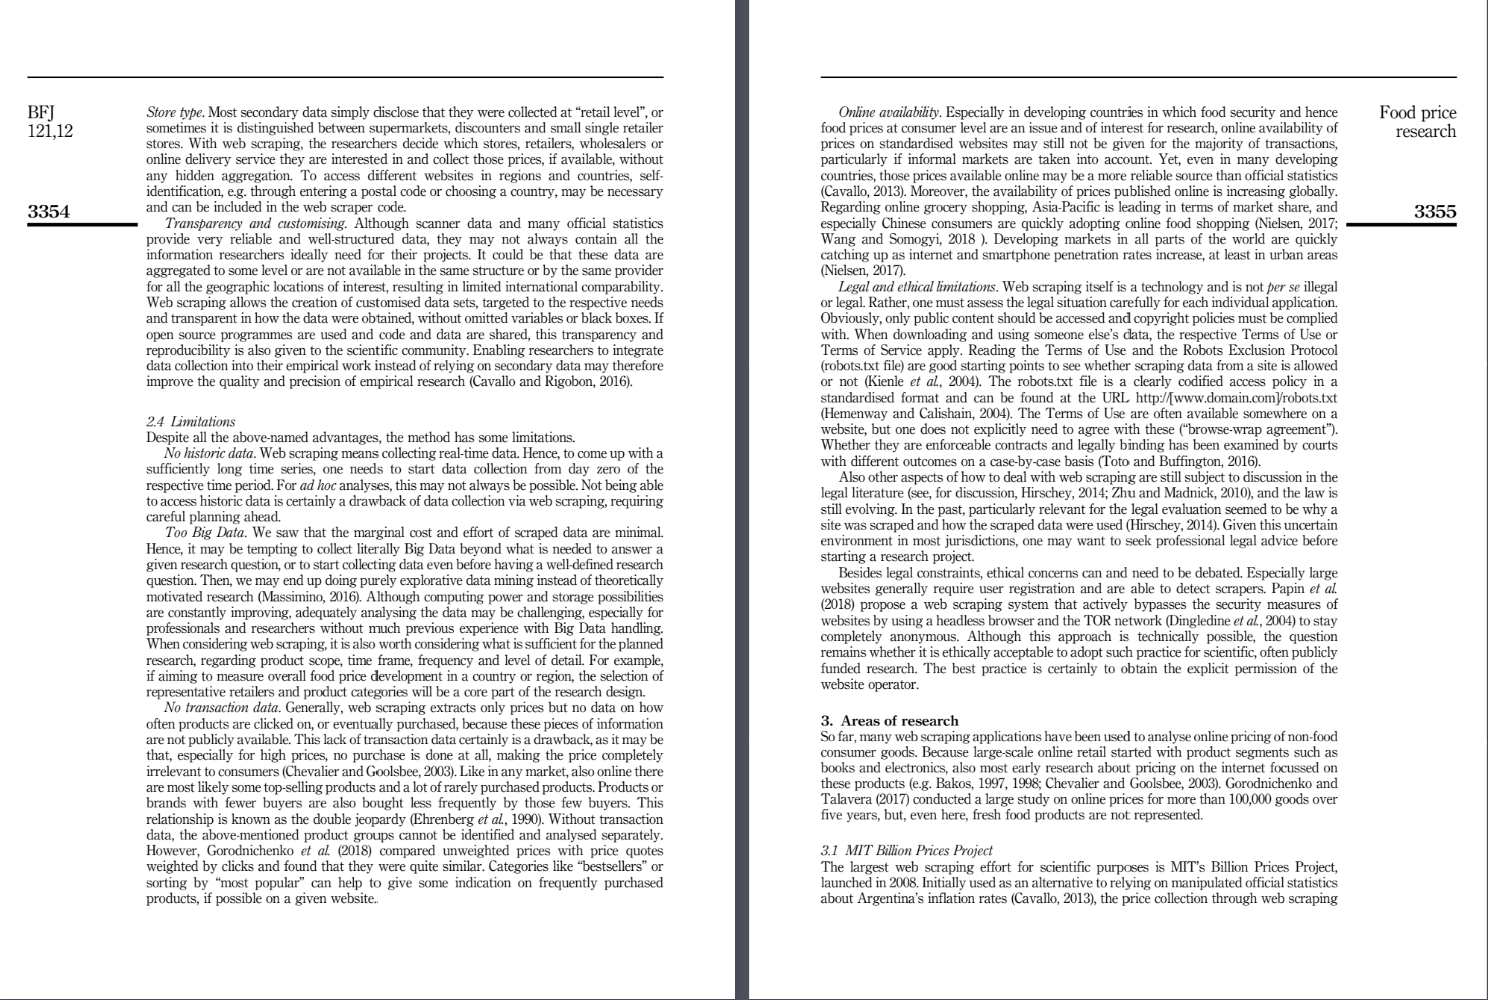 BFJ
121,12
3354
Store type. Most secondary data simply disclose that they were collected at “retail level”, or
sometimes it is distinguished between supermarkets, discounters and small single retailer
stores. With web scraping, the researchers decide which stores, retailers, wholesalers or
online delivery service they are interested in and collect those prices, if available, without
any hidden aggregation. To access different websites in regions and countries, self-
identification, e.g. through entering a postal code or choosing a country, may be necessary
and can be included in the web scraper code.
Transparency and customising. Although scanner data and many official statistics
provide very reliable and well-structured data, they may not always contain all the
information researchers ideally need for their projects. It could be that these data are
aggregated to some level or are not available in the same structure or by the same provider
for all the geographic locations of interest, resulting in limited international comparability.
Web scraping allows the creation of customised data sets, targeted to the respective needs
and transparent in how the data were obtained, without omitted variables or black boxes. If
open source programmes are used and code and data are shared, this transparency and
reproducibility is also given to the scientific community. Enabling researchers to integrate
data collection into their empirical work instead of relying on secondary data may therefore
improve the quality and precision of empirical research (Cavallo and Rigobon, 2016).
2.4 Limitations
Despite all the above-named advantages, the method has some limitations.
No historic data. Web scraping means collecting real-time data. Hence, to come up with a
sufficiently long time series, one needs to start data collection from day zero of the
respective time period. For ad hoc analyses, this may not always be possible. Not being able
to access historic data is certainly a drawback of data collection via web scraping, requiring
careful planning ahead.
Too Big Data. We saw that the marginal cost and effort of scraped data are minimal.
Hence, it may be tempting to collect literally Big Data beyond what is needed to answer a
given research question, or to start collecting data even before having a well-defined research
question. Then, we may end up doing purely explorative data mining instead of theoretically
motivated research (Massimino, 2016). Although computing power and storage possibilities
are constantly improving, adequately analysing the data may be challenging, especially for
professionals and researchers without much previous experience with Big Data handling.
When considering web scraping, it is also worth considering what is sufficient for the planned
research, regarding product scope, time frame, frequency and level of detail. For example,
if aiming to measure overall food price development in a country or region, the selection of
representative retailers and product categories will be a core part of the research design.
No transaction data. Generally, web scraping extracts only prices but no data on how
often products are clicked on, or eventually purchased, because these pieces of information
are not publicly available. This lack of transaction data certainly is a drawback, as it may be
that, especially for high prices, no purchase is done at all, making the price completely
irrelevant to consumers (Chevalier and Goolsbee, 2003). Like in any market, also online there
are most likely some top-selling products and a lot of rarely purchased products. Products or
brands with fewer buyers are also bought less frequently by those few buyers. This
relationship is known as the double jeopardy (Ehrenberg et al., 1990). Without transaction
data, the above-mentioned product groups cannot be identified and analysed separately.
However, Gorodnichenko et al. (2018) compared unweighted prices with price quotes
weighted by clicks and found that they were quite similar. Categories like “bestsellers” or
sorting by “most popular” can help to give some indication on frequently purchased
products, if possible on a given website..
Online availability. Especially in developing countries in which food security and hence
food prices at consumer level are an issue and of interest for research, online availability of
prices on standardised websites may still not be given for the majority of transactions,
particularly if informal markets are taken into account. Yet, even in many developing
countries, those prices available online may be a more reliable source than official statistics
(Cavallo, 2013). Moreover, the availability of prices published online is increasing globally.
Regarding online grocery shopping, Asia-Pacific is leading in terms of market share, and
especially Chinese consumers are quickly adopting online food shopping (Nielsen, 2017;
Wang and Somogyi, 2018 ). Developing markets in all parts of the world are quickly
catching up as internet and smartphone penetration rates increase, at least in urban areas
(Nielsen, 2017).
Legal and ethical limitations. Web scraping itself is a technology and is not per se illegal
or legal. Rather, one must assess the legal situation carefully for each individual application.
Obviously, only public content should be accessed and copyright policies must be complied
with. When downloading and using someone else’s data, the respective Terms of Use or
Terms of Service apply. Reading the Terms of Use and the Robots Exclusion Protocol
(robots.txt file) are good starting points to see whether scraping data from a site is allowed
or not (Kienle et al., 2004). The robots.txt file is a clearly codified access policy in a
standardised format and can be found at the URL http://[www.domain.com]/robots.txt
(Hemenway and Calishain, 2004). The Terms of Use are often available somewhere on a
website, but one does not explicitly need to agree with these (“browse-wrap agreement”).
Whether they are enforceable contracts and legally binding has been examined by courts
with different outcomes on a case-by-case basis (Toto and Buffington, 2016).
Also other aspects of how to deal with web scraping are still subject to discussion in the
legal literature (see, for discussion, Hirschey, 2014; Zhu and Madnick, 2010), and the law is
still evolving. In the past, particularly relevant for the legal evaluation seemed to be why a
site was scraped and how the scraped data were used (Hirschey, 2014). Given this uncertain
environment in most jurisdictions, one may want to seek professional legal advice before
starting a research project.
Besides legal constraints, ethical concerns can and need to be debated. Especially large
websites generally require user registration and are able to detect scrapers. Papin et al.
(2018) propose a web scraping system that actively bypasses the security measures of
websites by using a headless browser and the TOR network (Dingledine et al., 2004) to stay
completely anonymous. Although this approach is technically possible, the question
remains whether it is ethically acceptable to adopt such practice for scientific, often publicly
funded research. The best practice is certainly to obtain the explicit permission of the
website operator.
3. Areas of research
So far, many web scraping applications have been used to analyse online pricing of non-food
consumer goods. Because large-scale online retail started with product segments such as
books and electronics, also most early research about pricing on the internet focussed on
these products (e.g. Bakos, 1997, 1998; Chevalier and Goolsbee, 2003). Gorodnichenko and
Talavera (2017) conducted a large study on online prices for more than 100,000 goods over
five years, but, even here, fresh food products are not represented.
3.1 MIT Billion Prices Project
The largest web scraping effort for scientific purposes is MIT’s Billion Prices Project,
launched in 2008. Initially used as an alternative to relying on manipulated official statistics
about Argentina’s inflation rates (Cavallo, 2013), the price collection through web scraping
Food price
research
3355